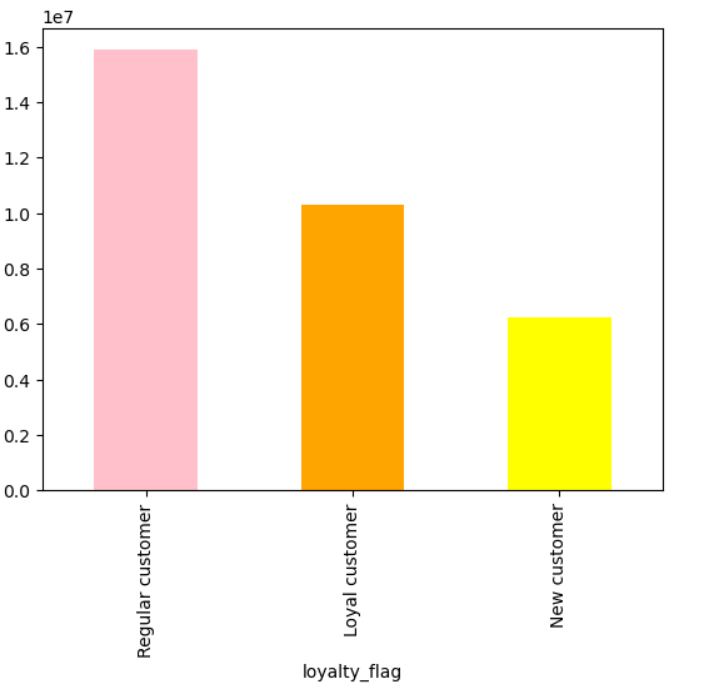 1e7
1.6
1.4
1.2
1.0
0.8
0.6
0.4
0.2
0.0
Regular customer
Loyal customer
New customer
loyalty_flag